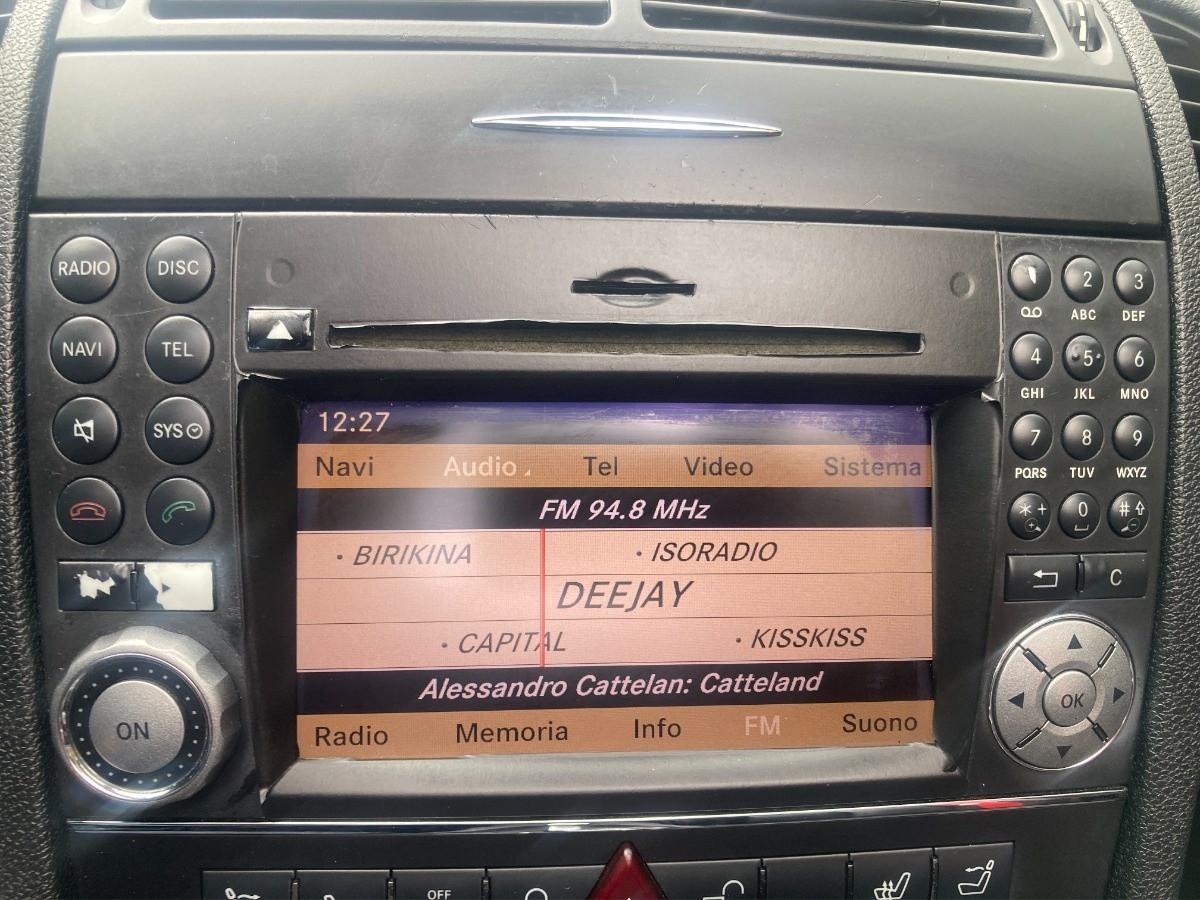 RADIO DISC
NAVI TEL
SYS
ON
2 3
ABC DEF
4 5 6
GHI JKL MNO
7 8 9
PQRS TUV WXYZ
* + 0 #
C
OK
12:27
Navi Audio Tel Video Sistema
FM 94.8 MHz
• BIRIKINA • ISORADIO
DEEJAY
• CAPITAL • KISSKISS
Alessandro Cattelan: Catteland
Radio Memoria Info FM Suono
OFF